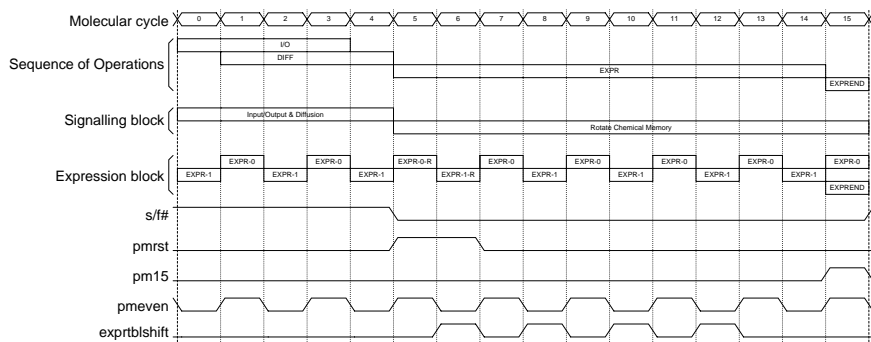 Molecular cycle 0 1 2 3 4 5 6 7 8 9 10 11 12 13 14 15
I/O
Sequence of Operations DIFF
EXPR
EXPREND
Signalling block Input/Output & Diffusion
Rotate Chemical Memory
EXPR-0 EXPR-0 EXPR-0-R EXPR-0 EXPR-0 EXPR-0 EXPR-0 EXPR-0
Expression block EXPR-1 EXPR-1 EXPR-1 EXPR-1-R EXPR-1 EXPR-1 EXPR-1 EXPR-1
EXPREND
s/f#
pmrst
pm15
pmeven
exprtblshift